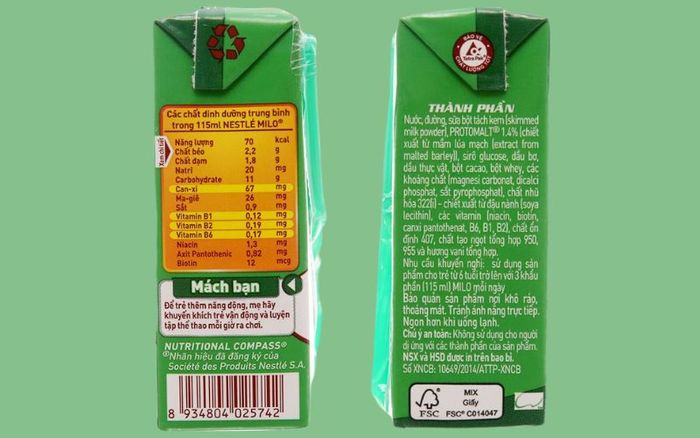 Các chất dinh dưỡng trung bình
trong 115ml NESTLÉ MILO®
Xem chi tiết
Năng lượng 70 kcal
Chất béo 2,2 g
Chất đạm 1,8 g
Natri 20 mg
Carbohydrate 11 g
Can-xi 67 mg
Ma-giê 26 mg
Sắt 0,9 mg
Vitamin B1 0,12 mg
Vitamin B2 0,19 mg
Vitamin B6 0,17 mg
Niacin 1,3 mg
Axit Pantothenic 0,82 mg
Biotin 12 mcg
Mách bạn
Để trẻ thêm năng động, mẹ hãy
khuyến khích trẻ vận động và luyện
tập thể thao mỗi giờ ra chơi.
NUTRITIONAL COMPASS®
®Nhãn hiệu đã đăng ký của
Société des Produits Nestlé S.A.
8 934804 025742
BẢO VỆ
Tetra Pak
CHẤT LƯỢNG TỐT
THÀNH PHẦN
Nước, đường, sữa bột tách kem (skimmed
milk powder), PROTOMALT® 1.4% (chiết
xuất từ mầm lúa mạch (extract from
malted barley)), sirô glucose, dầu bơ,
dầu thực vật, bột cacao, bột whey, các
khoáng chất (magnesi carbonat, dicalci
phosphat, sắt pyrophosphat), chất nhũ
hóa 322(i) - chiết xuất từ đậu nành (soya
lecithin), các vitamin (niacin, biotin,
canxi pantothenat, B6, B1, B2), chất ổn
định 407, chất tạo ngọt tổng hợp 950,
955 và hương vani tổng hợp.
Nhu cầu khuyến nghị: sử dụng sản
phẩm cho trẻ từ 6 tuổi trở lên với 3 khẩu
phần (115 ml) MILO mỗi ngày
Bảo quản sản phẩm nơi khô ráo,
thoáng mát. Tránh ánh nắng trực tiếp.
Ngon hơn khi uống lạnh.
Chú ý an toàn: Không sử dụng cho người
dị ứng với các thành phần của sản phẩm.
NSX và HSD được in trên bao bì.
Số XNCB: 10649/2014/ATTP-XNCB
FSC
MIX
Giấy
FSC® C014047